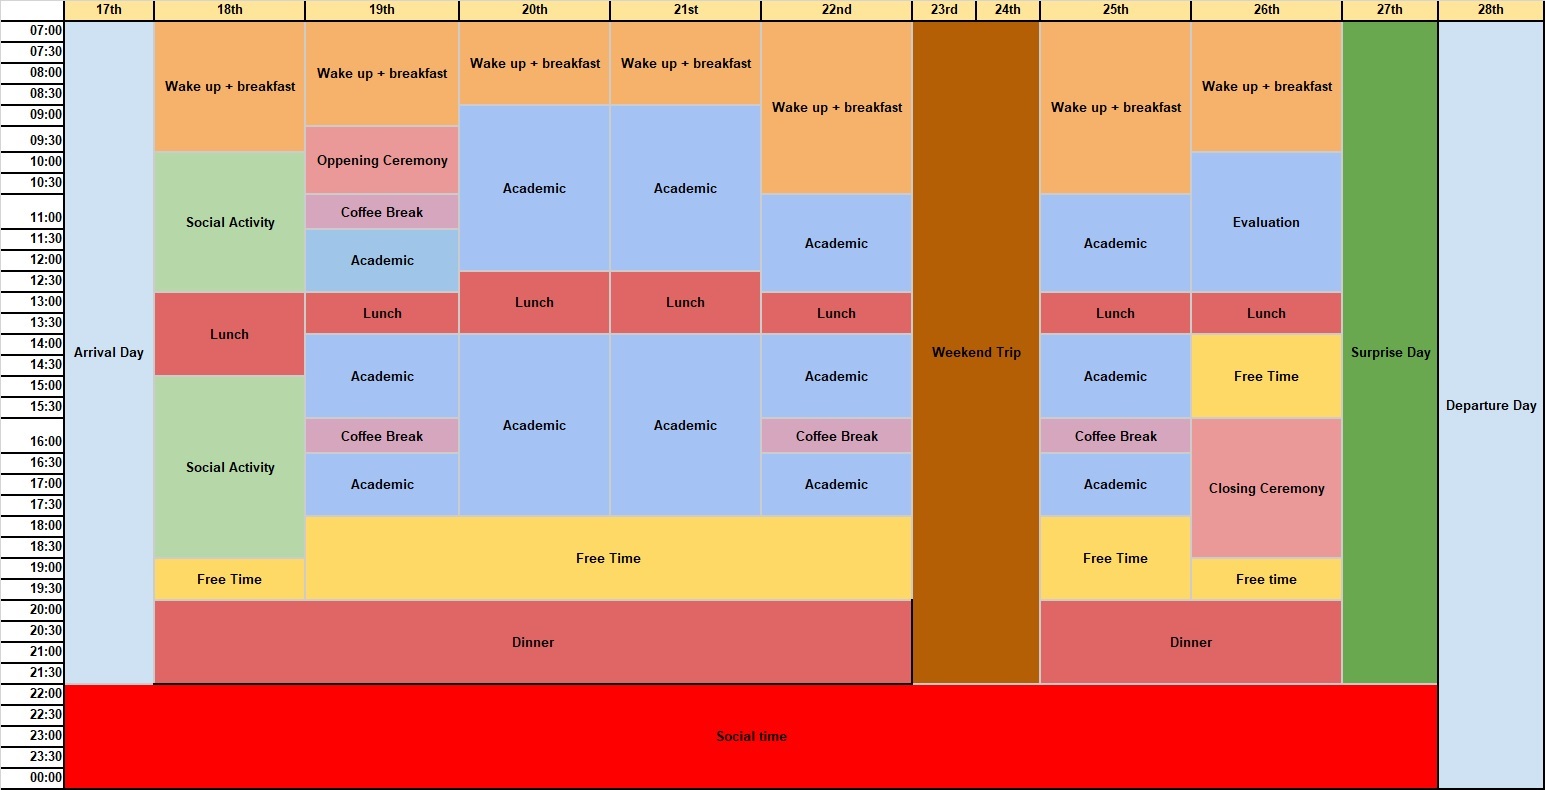 17th 18th 19th 20th 21st 22nd 23rd 24th 25th 26th 27th 28th
07:00
07:30
Wake up + breakfast Wake up + breakfast
08:00 Wake up + breakfast
08:30 Wake up + breakfast Wake up + breakfast
09:00 Wake up + breakfast Wake up + breakfast
09:30
10:00 Oppening Ceremony
10:30 Academic Academic
11:00 Social Activity Coffee Break Evaluation
11:30 Academic Academic
12:00 Academic
12:30
13:00 Lunch Lunch
13:30 Lunch Lunch Lunch Lunch
14:00 Lunch
14:30 Arrival Day Weekend Trip Surprise Day
15:00 Academic Academic Academic Free Time
15:30 Departure Day
Academic Academic
16:00 Coffee Break Coffee Break Coffee Break
16:30 Social Activity
17:00 Academic Academic Academic Closing Ceremony
17:30
18:00
18:30 Free Time Free Time
19:00 Free Time Free time
19:30
20:00
20:30 Dinner Dinner
21:00
21:30
22:00
22:30
23:00 Social time
23:30
00:00